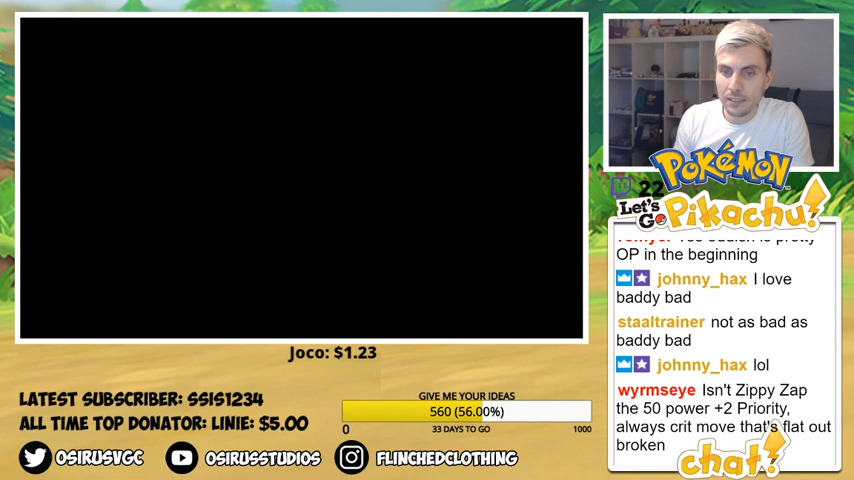 POKéMON
22
Let's Go Pikachu!
OP in the beginning
johnny_hax I love
baddy bad
staaltrainer not as bad as
baddy bad
johnny_hax lol
wyrmseye Isn't Zippy Zap
the 50 power +2 Priority,
always crit move that's flat out
broken
chat!
Joco: $1.23
LATEST SUBSCRIBER: SSIS1234
ALL TIME TOP DONATOR: LINIE: $5.00
GIVE ME YOUR IDEAS
560 (56.00%)
0 33 DAYS TO GO 1000
OSIRUSVGC OSIRUSSTUDIOS FLINCHEDCLOTHING